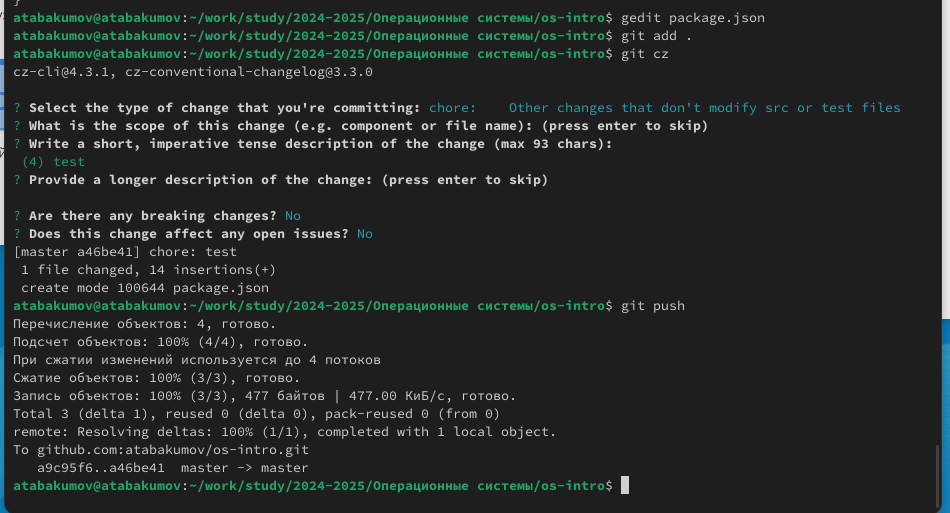 }
atabakumov@atabakumov:~/work/study/2024-2025/Операционные системы/os-intro$ gedit package.json
atabakumov@atabakumov:~/work/study/2024-2025/Операционные системы/os-intro$ git add .
atabakumov@atabakumov:~/work/study/2024-2025/Операционные системы/os-intro$ git cz
cz-cli@4.3.1, cz-conventional-changelog@3.3.0
? Select the type of change that you're committing: chore:    Other changes that don't modify src or test files
? What is the scope of this change (e.g. component or file name): (press enter to skip)
? Write a short, imperative tense description of the change (max 93 chars):
(4) test
? Provide a longer description of the change: (press enter to skip)
? Are there any breaking changes? No
? Does this change affect any open issues? No
[master a46be41] chore: test
1 file changed, 14 insertions(+)
create mode 100644 package.json
atabakumov@atabakumov:~/work/study/2024-2025/Операционные системы/os-intro$ git push
Перечисление объектов: 4, готово.
Подсчет объектов: 100% (4/4), готово.
При сжатии изменений используется до 4 потоков
Сжатие объектов: 100% (3/3), готово.
Запись объектов: 100% (3/3), 477 байтов | 477.00 КиБ/с, готово.
Total 3 (delta 1), reused 0 (delta 0), pack-reused 0 (from 0)
remote: Resolving deltas: 100% (1/1), completed with 1 local object.
To github.com:atabakumov/os-intro.git
a9c95f6..a46be41  master -> master
atabakumov@atabakumov:~/work/study/2024-2025/Операционные системы/os-intro$